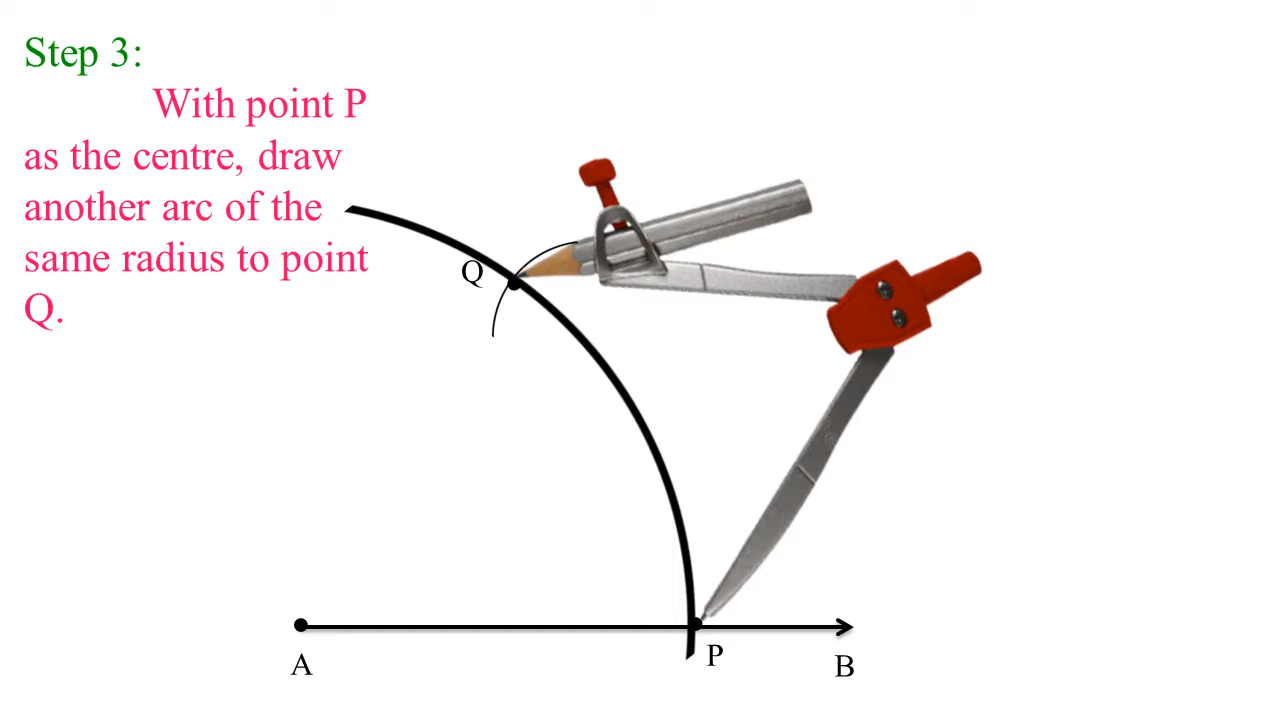 Step 3:
With point P
as the centre, draw
another arc of the
same radius to point
Q.
Q
P
A
B